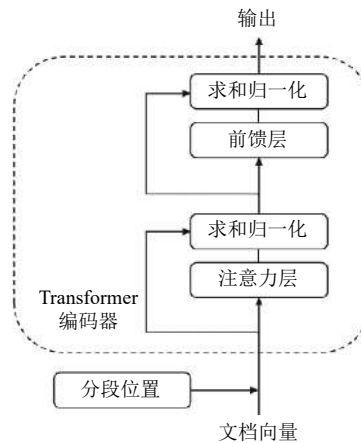 输出
求和归一化
前馈层
求和归一化
注意力层
Transformer
编码器
分段位置
文档向量